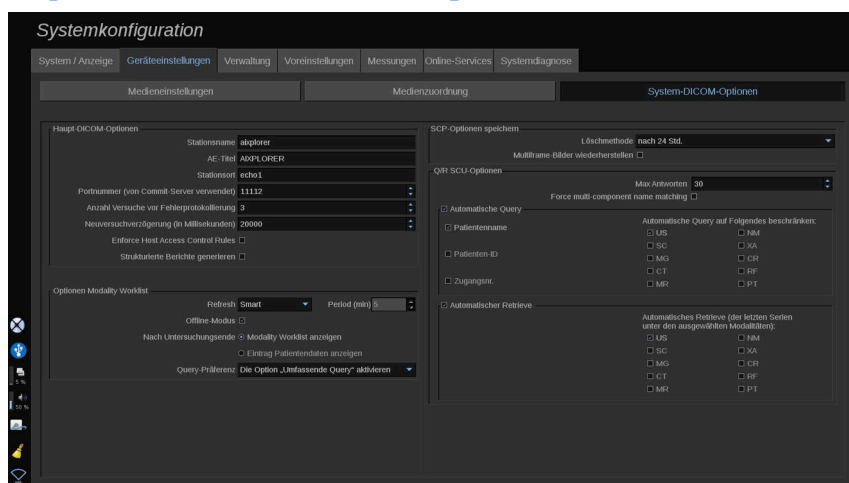 Systemkonfiguration
System / Anzeige Geräteeinstellungen Verwaltung Voreinstellungen Messungen Online-Services Systemdiagnose
Medieneinstellungen Medienzuordnung System-DICOM-Optionen
Haupt-DICOM-Optionen
Stationsname aixplorer
AE-Titel AIXPLORER
Stationsort echo1
Portnummer (von Commit-Server verwendet) 11112
Anzahl Versuche vor Fehlerprotokollierung 3
Neuversuchverzögerung (in Millisekunden) 20000
Enforce Host Access Control Rules
Strukturierte Berichte generieren
Optionen Modality Worklist
Refresh Smart Period (min) 5
Offline-Modus
Nach Untersuchungsende Modality Worklist anzeigen
Eintrag Patientendaten anzeigen
Query-Präferenz Die Option „Umfassende Query“ aktivieren
SCP-Optionen speichern
Löschmethode nach 24 Std.
Multiframe-Bilder wiederherstellen
Q/R SCU-Optionen
Max Antworten 30
Force multi-component name matching
Automatische Query
Patientenname
Patienten-ID
Zugangsnr.
Automatische Query auf Folgendes beschränken:
US NM
SC XA
MG CR
CT RF
MR PT
Automatischer Retrieve
Automatisches Retrieve (der letzten Serien
unter den ausgewählten Modalitäten):
US NM
SC XA
MG CR
CT RF
MR PT
5 %
50 %